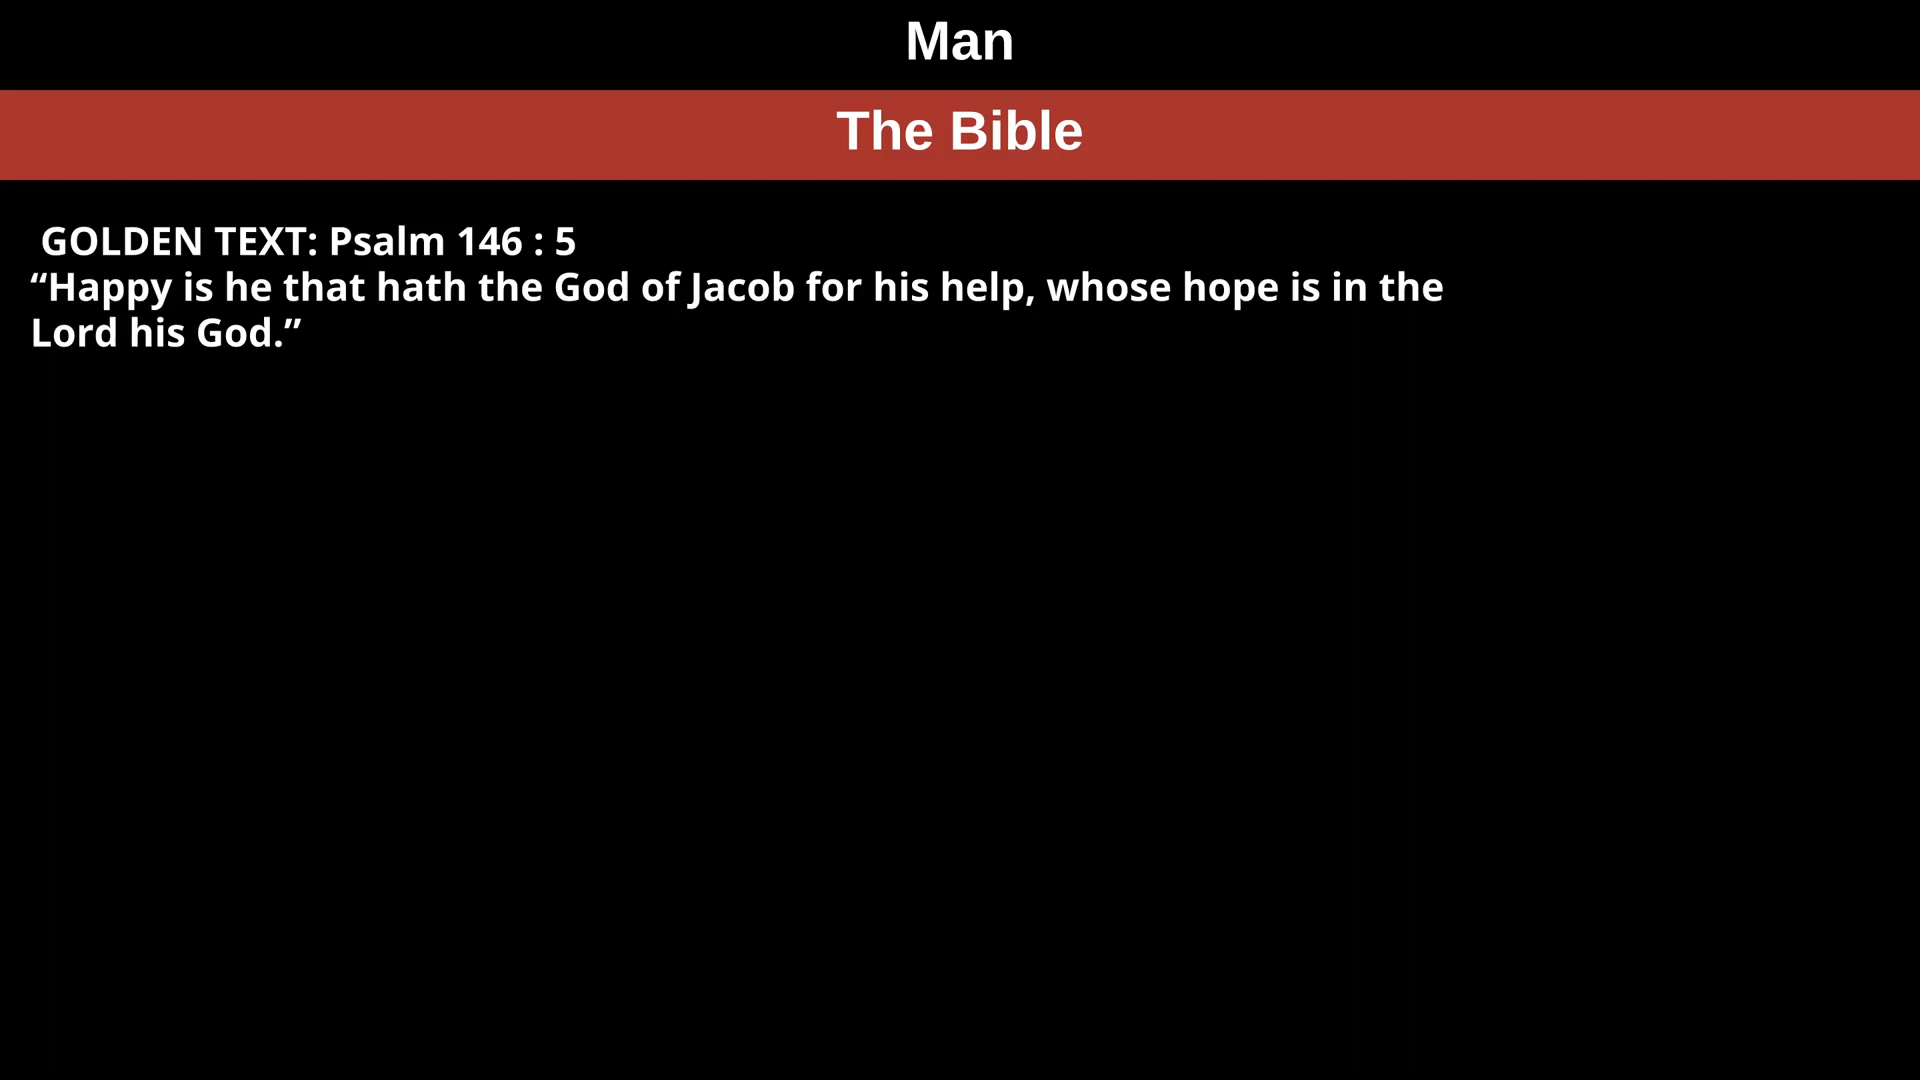 Man
The Bible
GOLDEN TEXT: Psalm 146 : 5
“Happy is he that hath the God of Jacob for his help, whose hope is in the
Lord his God.”